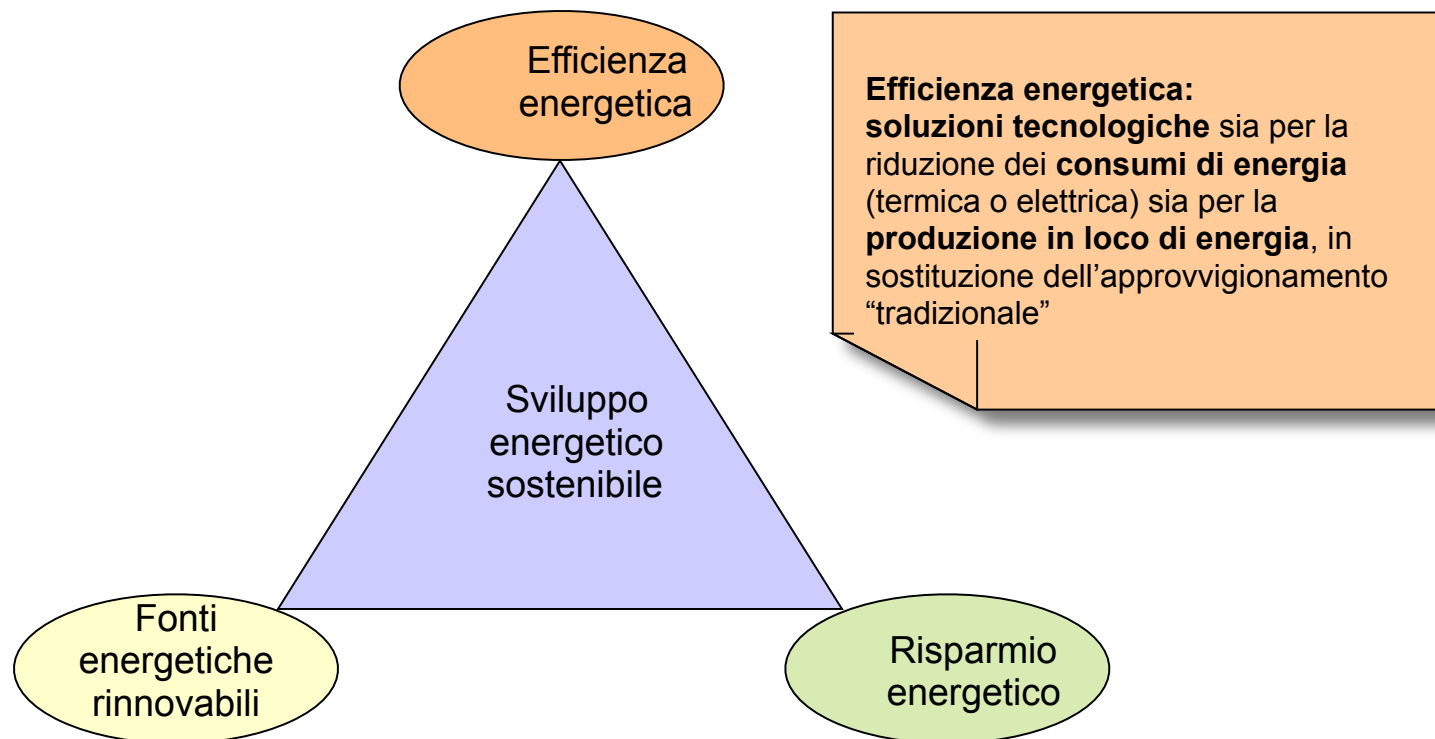 Efficienza
energetica
Efficienza energetica:
soluzioni tecnologiche sia per la
riduzione dei consumi di energia
(termica o elettrica) sia per la
produzione in loco di energia, in
sostituzione dell’approvvigionamento
“tradizionale”
Sviluppo
energetico
sostenibile
Fonti
energetiche
rinnovabili
Risparmio
energetico